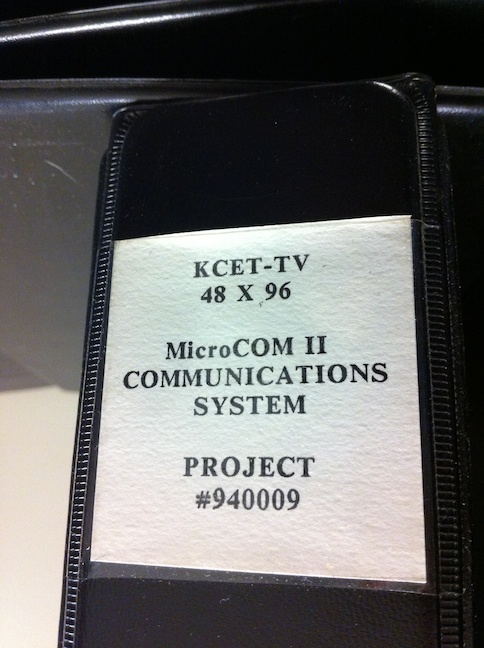 KCET-TV
48 X 96
MicroCOM II
COMMUNICATIONS
SYSTEM
PROJECT
#940009